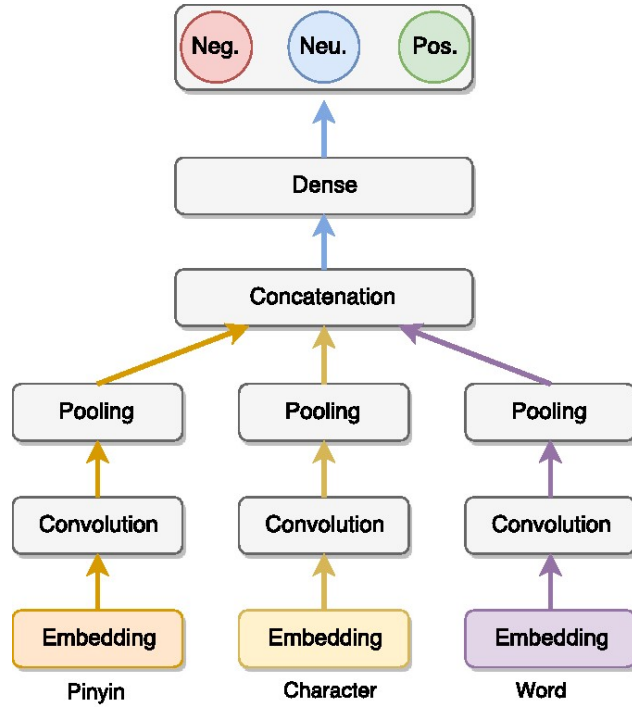 Neg. Neu. Pos.
Dense
Concatenation
Pooling Pooling Pooling
Convolution Convolution Convolution
Embedding Embedding Embedding
Pinyin Character Word